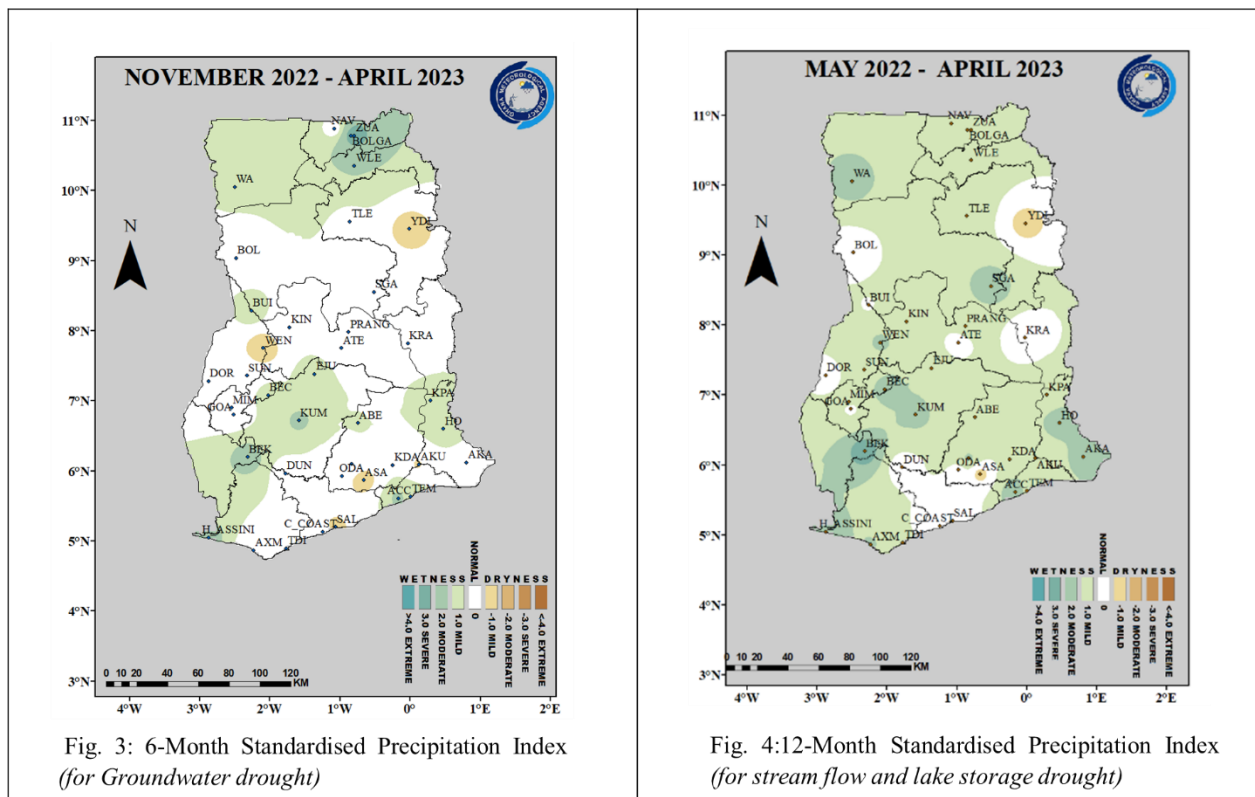 NOVEMBER 2022 - APRIL 2023
GHANA METEOROLOGICAL AGENCY
11°N
10°N
9°N
8°N
7°N
6°N
5°N
4°N
3°N
N
NAV
ZUA
BOLGA
WLE
WA
TLE
YDI
BOL
SGA
BUI
KIN
PRANG
KRA
WEN
ATE
DOR
SUN
EJU
BEC
KPA
GOA
MIM
KUM
ABE
HO
BEK
DUN
ODA
ASA
KDA
AKU
AKA
ACC
TEM
C_COAST
SAL
H_ASSINI
AXM
TDI
WETNESS
NORMAL
DRYNESS
>4.0 EXTREME
3.0 SEVERE
2.0 MODERATE
1.0 MILD
0
-1.0 MILD
-2.0 MODERATE
-3.0 SEVERE
<-4.0 EXTREME
0 10 20 40 60 80 100 120
KM
4°W
2°W
1°W
0°
1°E
2°E
Fig. 3: 6-Month Standardised Precipitation Index
(for Groundwater drought)
MAY 2022 - APRIL 2023
GHANA METEOROLOGICAL AGENCY
11°N
10°N
9°N
8°N
7°N
6°N
5°N
4°N
3°N
N
NAV
ZUA
BOLGA
WLE
WA
TLE
YDI
BOL
SGA
BUI
KIN
PRANG
KRA
WEN
ATE
DOR
SUN
EJU
BEC
KPA
GOA
MIM
KUM
ABE
HO
BEK
DUN
ODA
ASA
KDA
AKU
AKA
ACC
TEM
C_COAST
SAL
H_ASSINI
AXM
TDI
WETNESS
NORMAL
DRYNESS
>4.0 EXTREME
3.0 SEVERE
2.0 MODERATE
1.0 MILD
0
-1.0 MILD
-2.0 MODERATE
-3.0 SEVERE
<-4.0 EXTREME
0 10 20 40 60 80 100 120
KM
4°W
2°W
1°W
0°
1°E
2°E
Fig. 4:12-Month Standardised Precipitation Index
(for stream flow and lake storage drought)